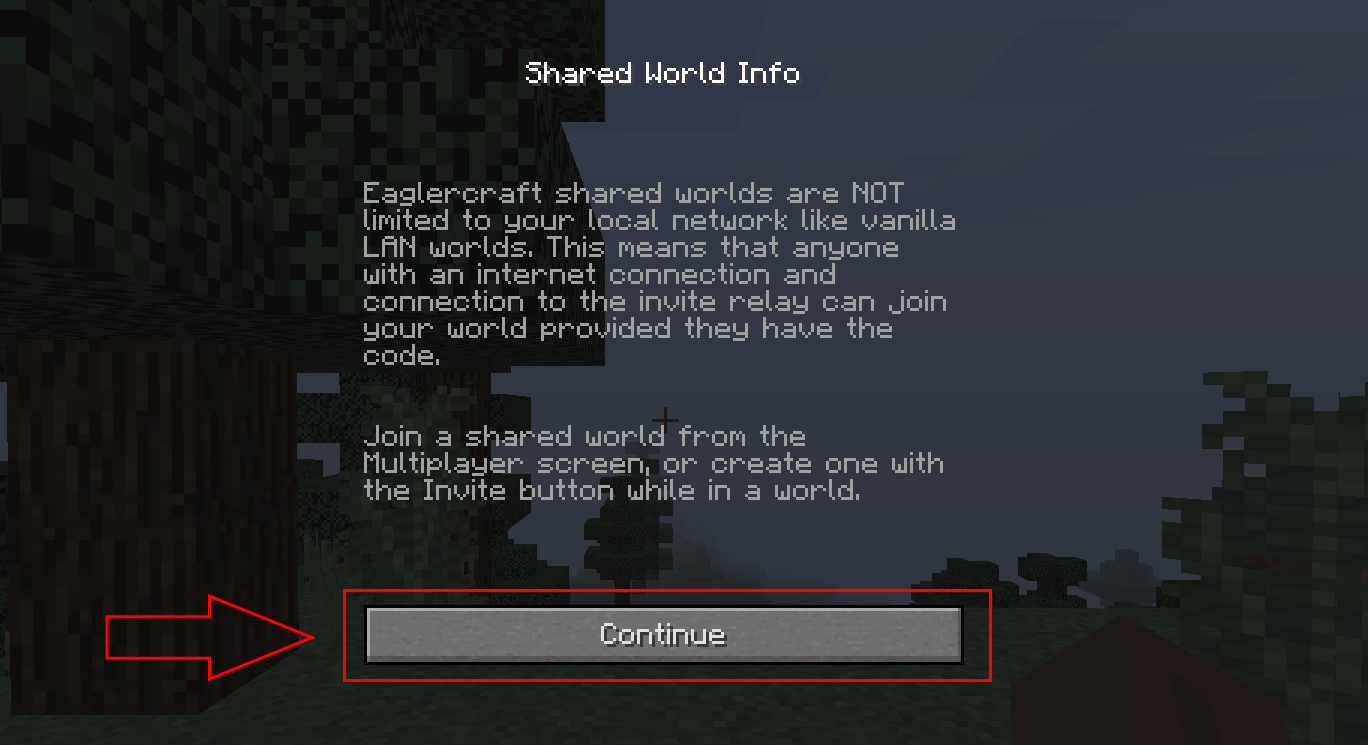 Shared World Info
Eaglercraft shared worlds are NOT
limited to your local network like vanilla
LAN worlds. This means that anyone
with an internet connection and
connection to the invite relay can join
your world provided they have the
code.
Join a shared world from the
Multiplayer screen, or create one with
the Invite button while in a world.
Continue